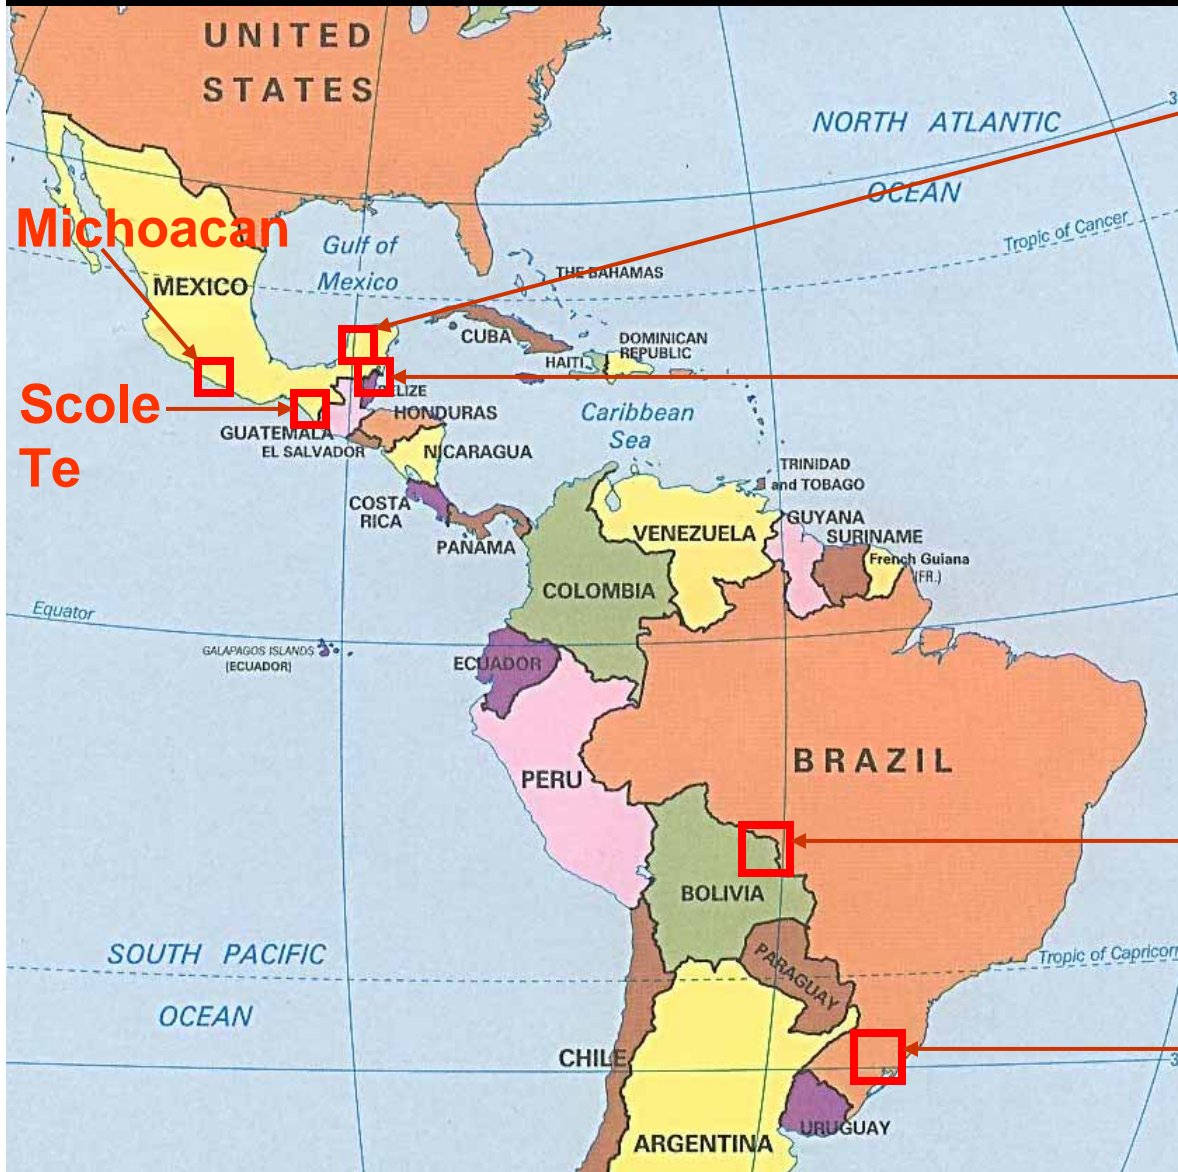 UNITED
STATES
NORTH ATLANTIC
OCEAN
Tropic of Cancer
3
Michoacan
Gulf of
Mexico
THE BAHAMAS
MEXICO
CUBA
DOMINICAN
REPUBLIC
HAITI
Scole
Te
BELIZE
HONDURAS
Caribbean
Sea
GUATEMALA
EL SALVADOR
NICARAGUA
TRINIDAD
and TOBAGO
COSTA
RICA
PANAMA
VENEZUELA
GUYANA
SURINAME
French Guiana
(FR.)
COLOMBIA
Equator
GALAPAGOS ISLANDS
(ECUADOR)
ECUADOR
PERU
BRAZIL
BOLIVIA
SOUTH PACIFIC
OCEAN
PARAGUAY
Tropic of Capricorn
CHILE
3
URUGUAY
ARGENTINA